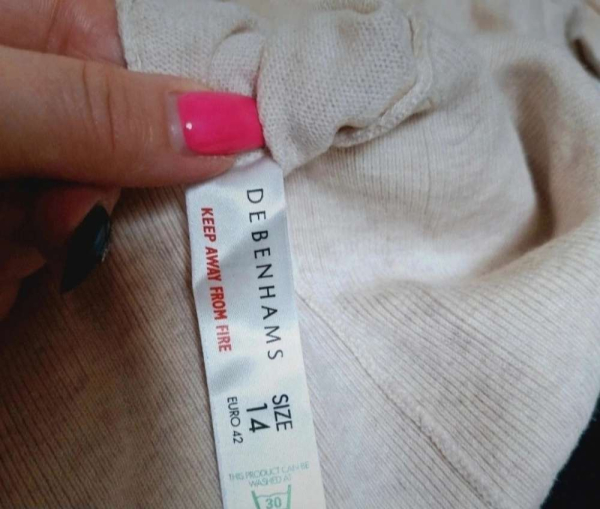 DEBENHAMS
KEEP AWAY FROM FIRE
SIZE
14
EURO 42
THIS PRODUCT CAN BE
WASHED AT
30